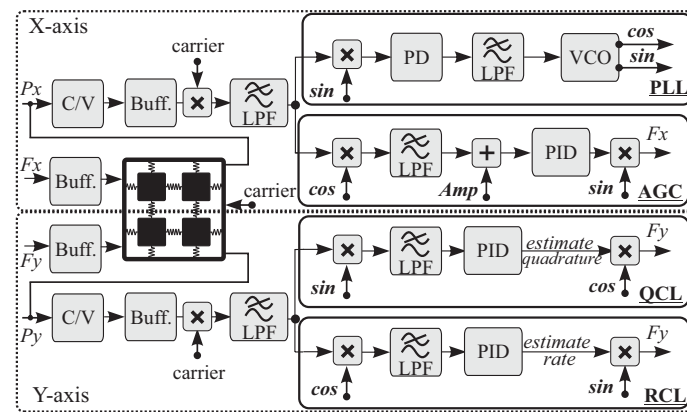 X-axis
carrier
Px
C/V
Buff.
LPF
sin
PD
LPF
VCO
cos
sin
PLL
Fx
Buff.
carrier
cos
LPF
Amp
PID
sin
Fx
AGC
Fy
Buff.
sin
LPF
PID
estimate
quadrature
cos
Fy
QCL
Py
C/V
Buff.
carrier
LPF
cos
LPF
PID
estimate
rate
sin
Fy
RCL
Y-axis